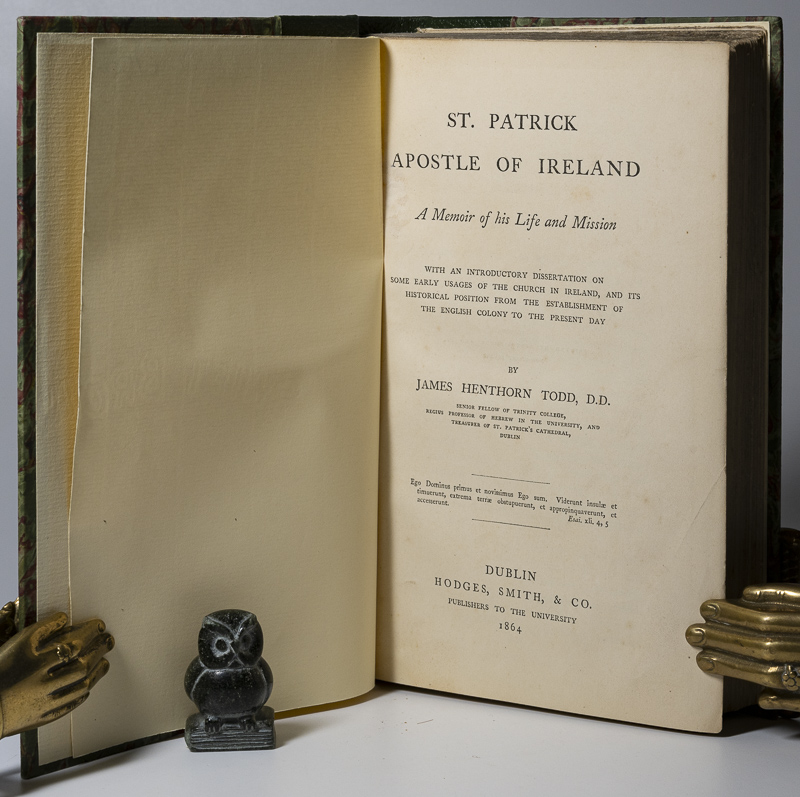 ST. PATRICK
APOSTLE OF IRELAND
A Memoir of his Life and Mission
WITH AN INTRODUCTORY DISSERTATION ON
SOME EARLY USAGES OF THE CHURCH IN IRELAND, AND ITS
HISTORICAL POSITION FROM THE ESTABLISHMENT OF
THE ENGLISH COLONY TO THE PRESENT DAY
BY
JAMES HENTHORN TODD, D.D.
SENIOR FELLOW OF TRINITY COLLEGE,
REGIUS PROFESSOR OF HEBREW IN THE UNIVERSITY, AND
TREASURER OF ST. PATRICK'S CATHEDRAL,
DUBLIN
Ego Dominus primus et novissimus Ego sum. Viderunt insulæ et
timuerunt, extrema terræ obstupuerunt, et appropinquaverunt, et
accesserunt. Esai. xli. 4, 5
DUBLIN
HODGES, SMITH, & CO.
PUBLISHERS TO THE UNIVERSITY
1864